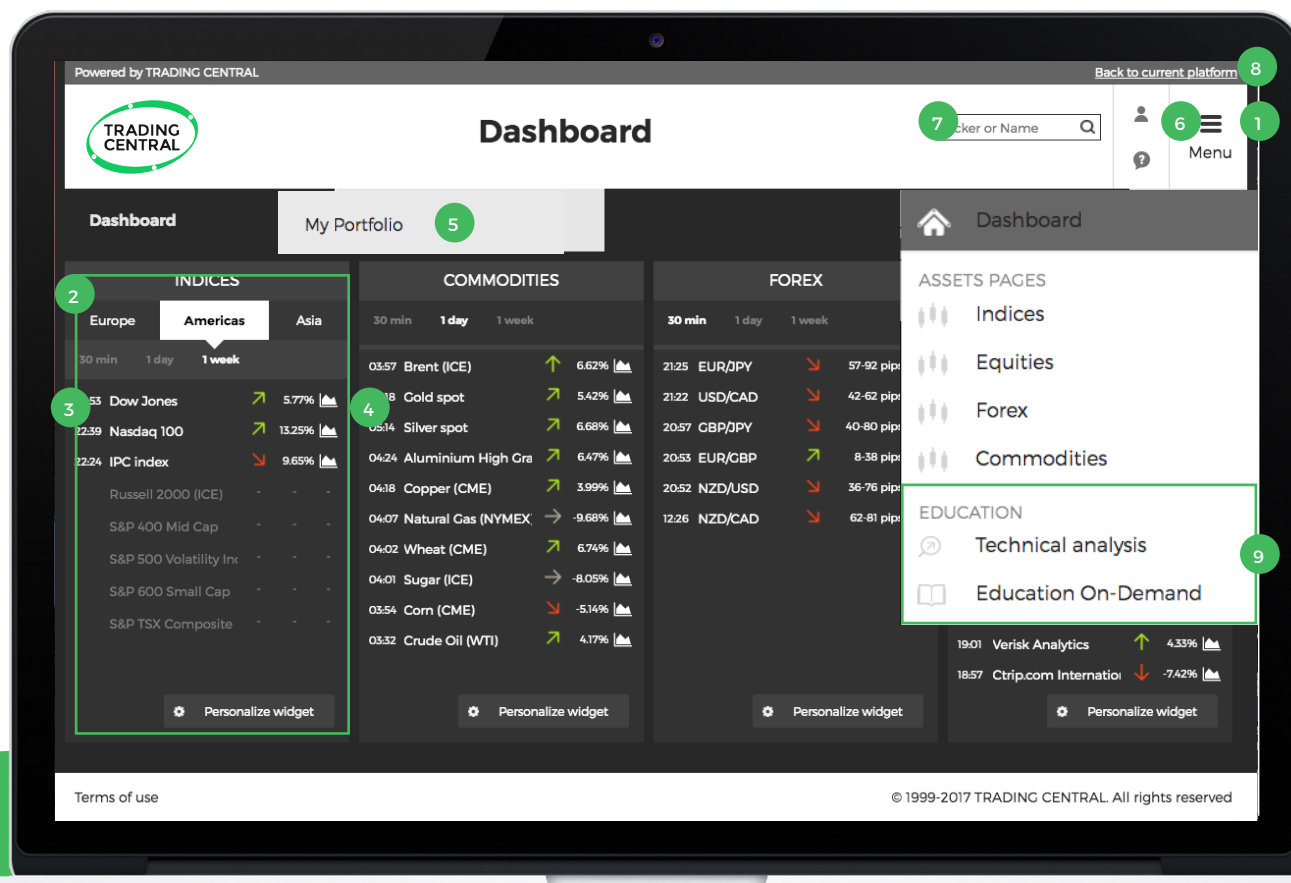 Powered by TRADING CENTRAL
Back to current platform
8
TRADING
CENTRAL
Dashboard
7
or Name
6
1
Menu
?
Dashboard
My Portfolio
5
Dashboard
ASSETS PAGES
Indices
Equities
Forex
Commodities
EDUCATION
Technical analysis
Education On-Demand
9
2
INDICES
Europe Americas Asia
30 min 1 day 1 week
3
Dow Jones 5.77%
22:39 Nasdaq 100 13.25%
22:24 IPC index 9.65%
Russell 2000 (ICE) - - -
S&P 400 Mid Cap - - -
S&P 500 Volatility Inc - - -
S&P 600 Small Cap - - -
S&P TSX Composite - - -
Personalize widget
COMMODITIES
30 min 1 day 1 week
03:57 Brent (ICE) 6.62%
4
Gold spot 5.42%
05:14 Silver spot 6.68%
04:24 Aluminium High Gra 6.47%
04:18 Copper (CME) 3.99%
04:07 Natural Gas (NYMEX) -9.68%
04:02 Wheat (CME) 6.74%
04:01 Sugar (ICE) -8.05%
03:54 Corn (CME) -5.14%
03:32 Crude Oil (WTI) 4.17%
Personalize widget
FOREX
30 min 1 day 1 week
21:25 EUR/JPY 57-92 pips
21:22 USD/CAD 42-62 pips
20:57 GBP/JPY 40-80 pips
20:53 EUR/GBP 8-38 pips
20:52 NZD/USD 36-76 pips
12:26 NZD/CAD 62-81 pips
Personalize widget
19:01 Verisk Analytics 4.33%
18:57 Ctrip.com Internatio -7.42%
Personalize widget
Terms of use
© 1999-2017 TRADING CENTRAL. All rights reserved